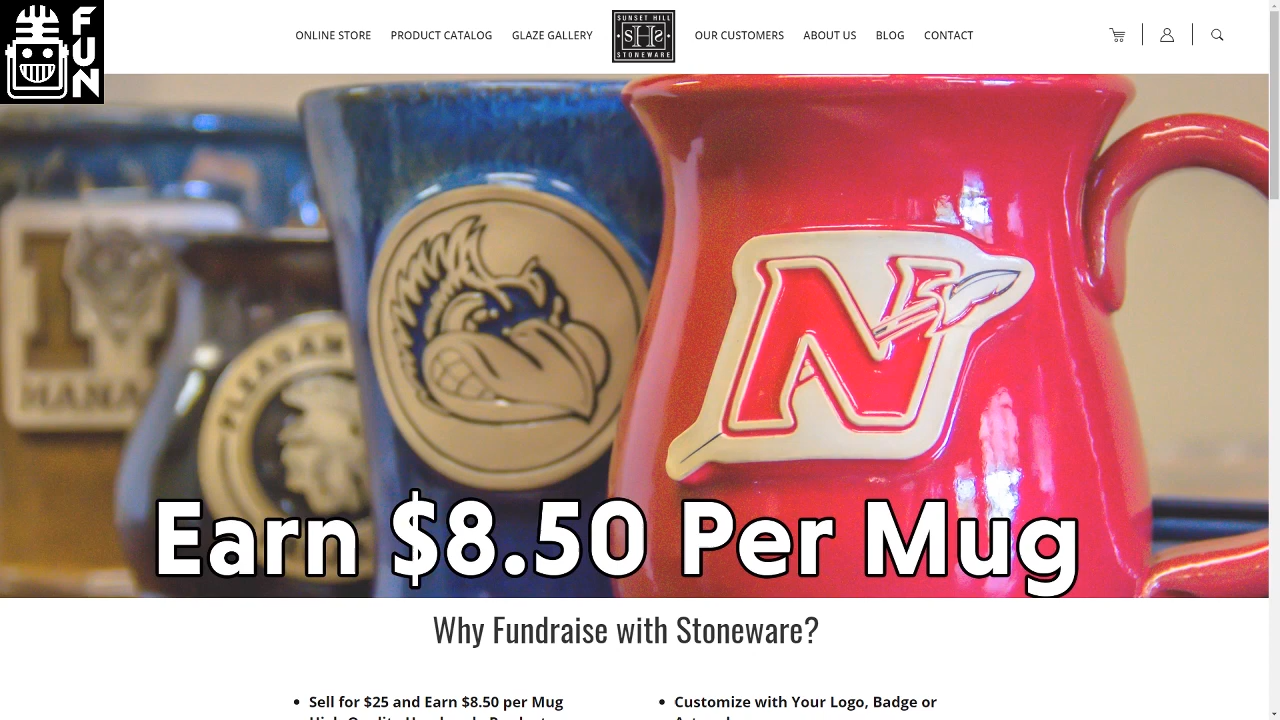 FUN
ONLINE STORE PRODUCT CATALOG GLAZE GALLERY
SUNSET HILL
SHS
STONEWARE
OUR CUSTOMERS ABOUT US BLOG CONTACT
HANA
PLEASAN
N
Earn $8.50 Per Mug
Why Fundraise with Stoneware?
Sell for $25 and Earn $8.50 per Mug
Customize with Your Logo, Badge or